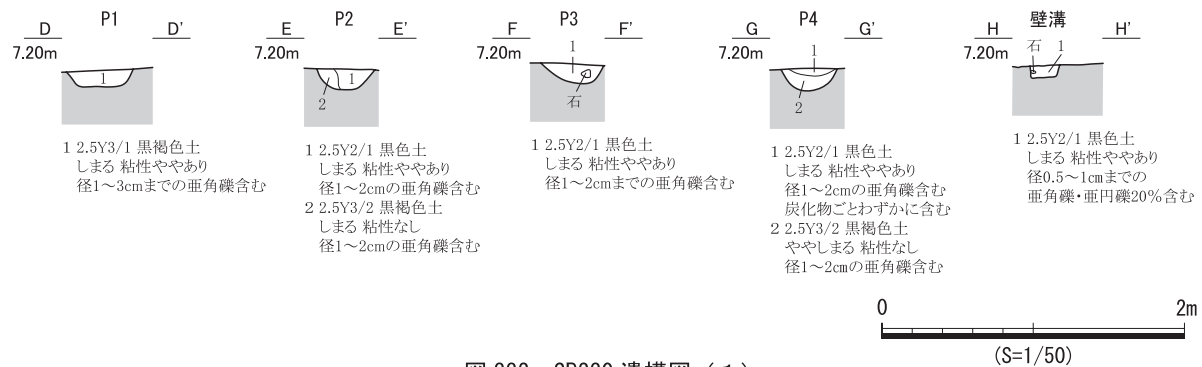 P1
D D'
7.20m
1
1 2.5Y3/1 黒褐色土
しまる 粘性ややあり
径1～3cmまでの亜角礫含む
P2
E E'
7.20m
1
2
1 2.5Y2/1 黒色土
しまる 粘性ややあり
径1～2cmの亜角礫含む
2 2.5Y3/2 黒褐色土
しまる 粘性なし
径1～2cmの亜角礫含む
P3
F F'
7.20m
1
石
1 2.5Y2/1 黒色土
しまる 粘性ややあり
径1～2cmまでの亜角礫含む
P4
G G'
7.20m
1
2
1 2.5Y2/1 黒色土
しまる 粘性ややあり
径1～2cmの亜角礫含む
炭化物ごとわずかに含む
2 2.5Y3/2 黒褐色土
ややしまる 粘性なし
径1～2cmの亜角礫含む
壁溝
H H'
7.20m
石 1
1 2.5Y2/1 黒色土
しまる 粘性ややあり
径0.5～1cmまでの
亜角礫・亜円礫20%含む
0 2m
(S=1/50)